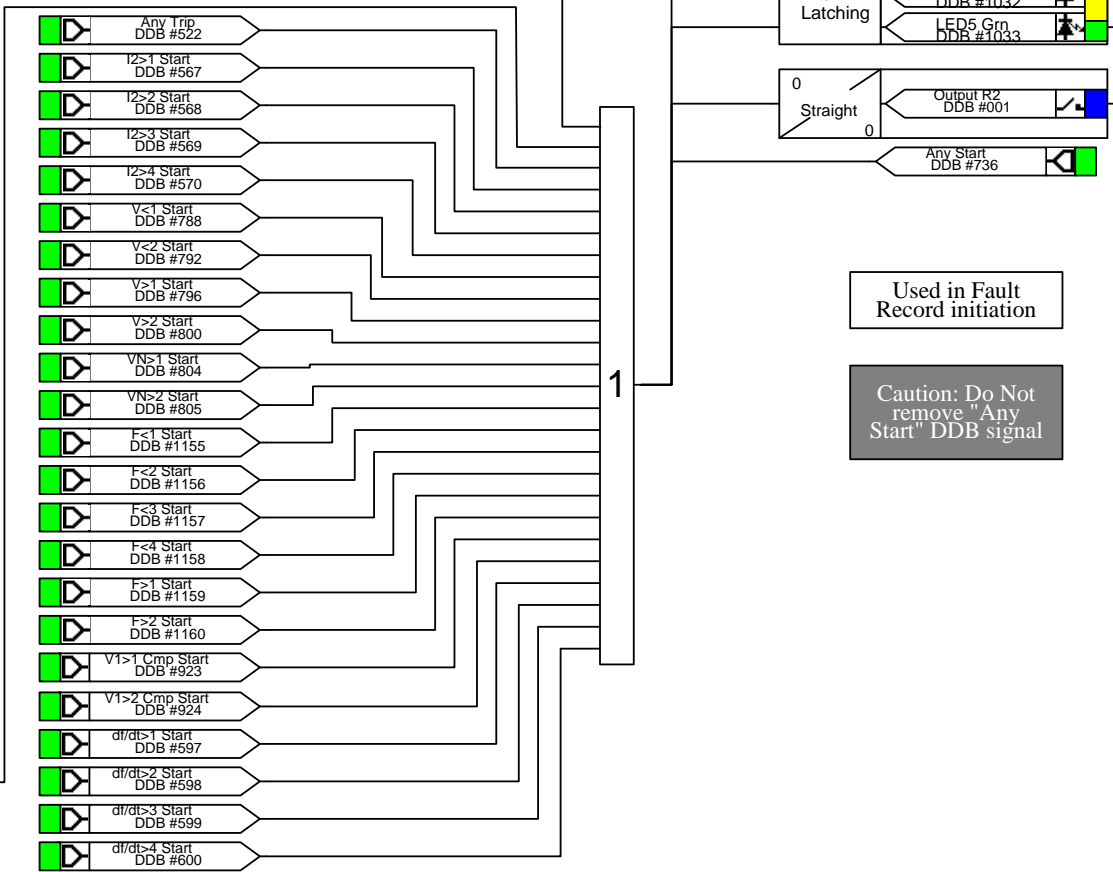 Any Trip
DDB #522
I2>1 Start
DDB #567
I2>2 Start
DDB #568
I2>3 Start
DDB #569
I2>4 Start
DDB #570
V<1 Start
DDB #788
V<2 Start
DDB #792
V>1 Start
DDB #796
V>2 Start
DDB #800
VN>1 Start
DDB #804
VN>2 Start
DDB #805
F<1 Start
DDB #1155
F<2 Start
DDB #1156
F<3 Start
DDB #1157
F<4 Start
DDB #1158
F>1 Start
DDB #1159
F>2 Start
DDB #1160
V1>1 Cmp Start
DDB #923
V1>2 Cmp Start
DDB #924
df/dt>1 Start
DDB #597
df/dt>2 Start
DDB #598
df/dt>3 Start
DDB #599
df/dt>4 Start
DDB #600
1
Latching
DDB #1032
LED5 Grn
DDB #1033
0
Straight
0
Output R2
DDB #001
Any Start
DDB #736
Used in Fault
Record initiation
Caution: Do Not
remove "Any
Start" DDB signal